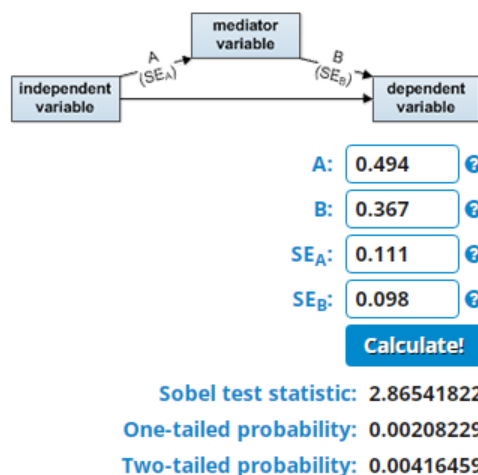 mediator
variable
A
(SEA)
B
(SEB)
independent
variable
dependent
variable
A: 0.494 ?
B: 0.367 ?
SEA: 0.111 ?
SEB: 0.098 ?
Calculate!
Sobel test statistic: 2.86541822
One-tailed probability: 0.00208229
Two-tailed probability: 0.00416459